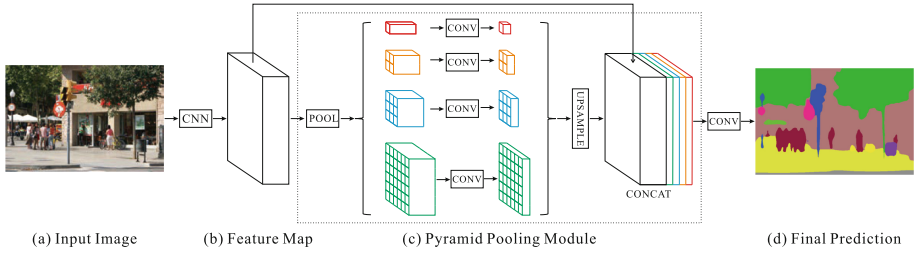 CNN
POOL
CONV
CONV
CONV
CONV
UPSAMPLE
CONCAT
CONV
(a) Input Image
(b) Feature Map
(c) Pyramid Pooling Module
(d) Final Prediction